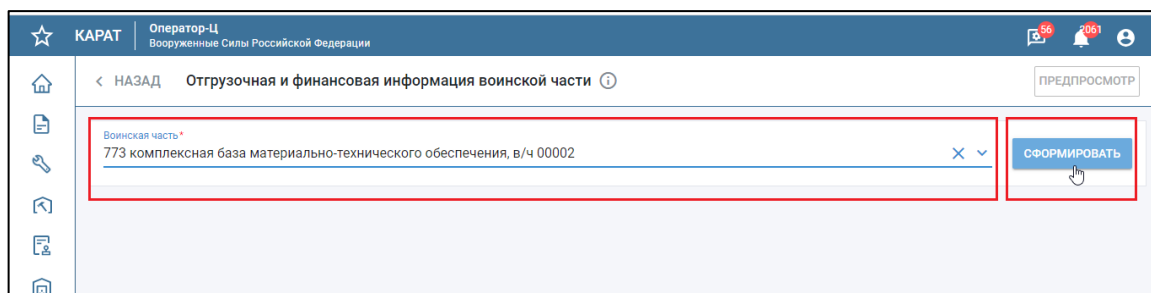 КАРАТ
Оператор-Ц
Вооруженные Силы Российской Федерации
56
2061
НАЗАД
Отгрузочная и финансовая информация воинской части
ПРЕДПРОСМОТР
Воинская часть*
773 комплексная база материально-технического обеспечения, в/ч 00002
СФОРМИРОВАТЬ